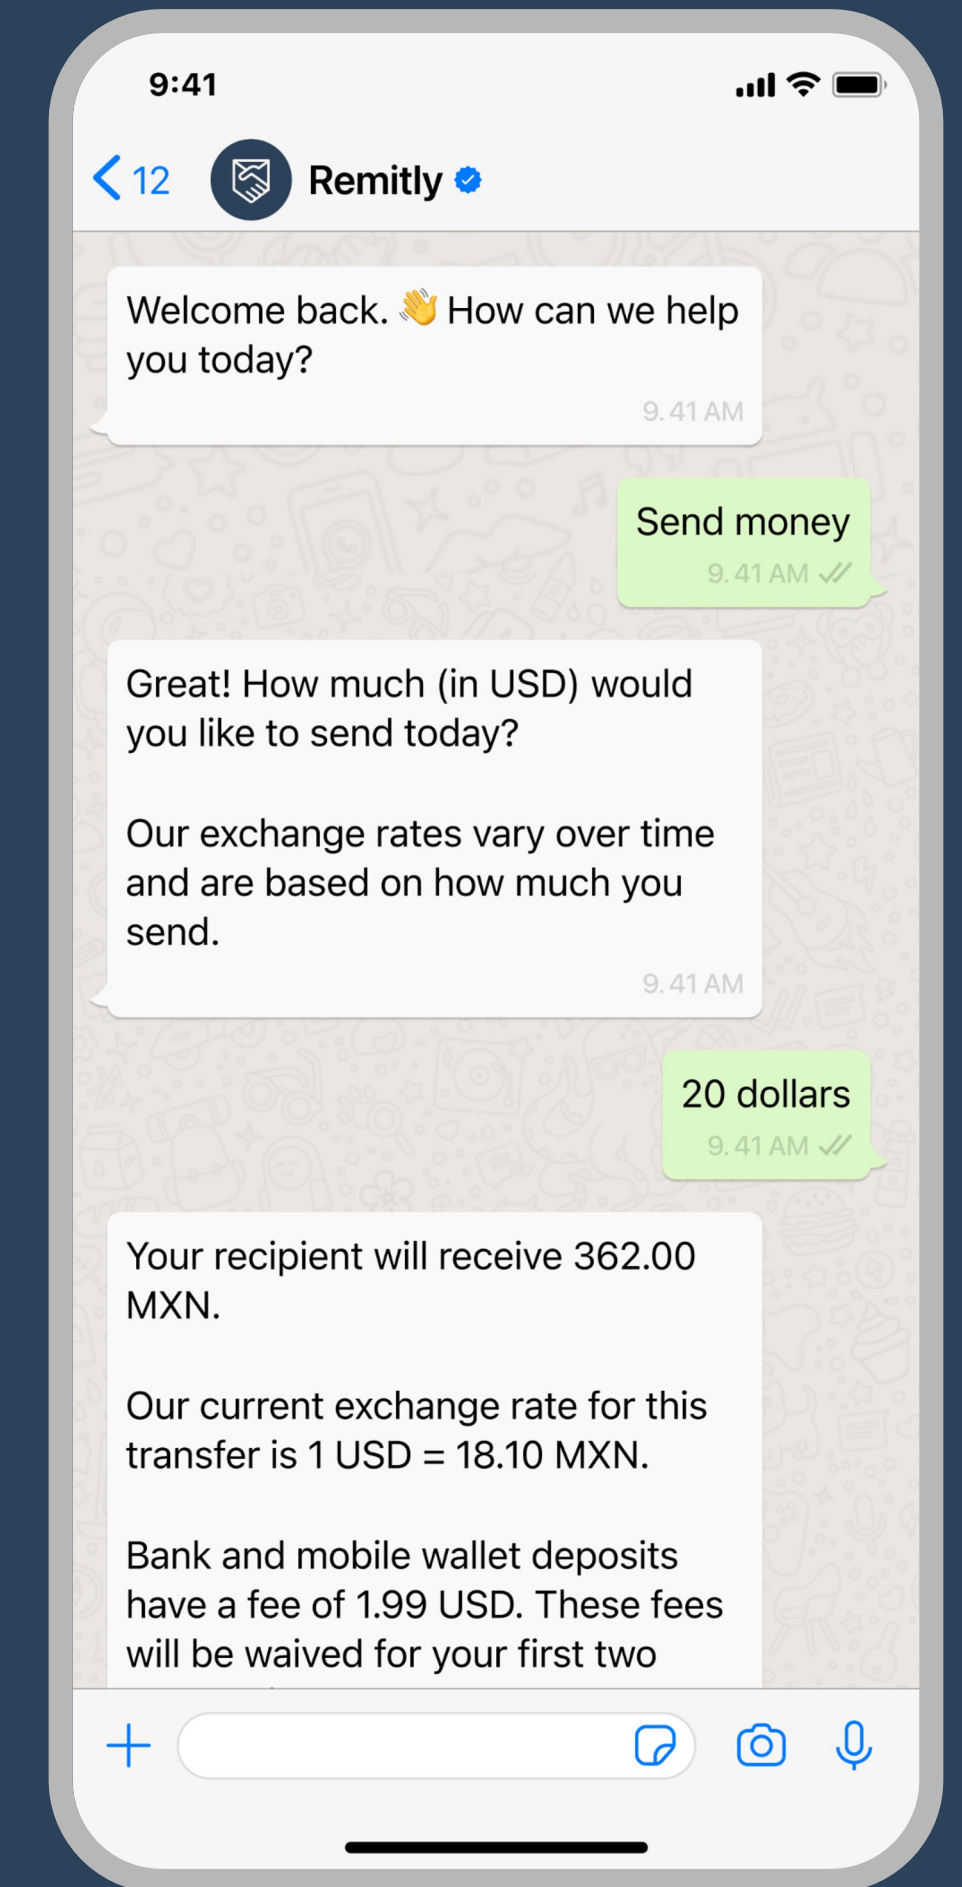 9:41
12
Remitly
Welcome back. 👋 How can we help
you today?
9.41 AM
Send money
9.41 AM
Great! How much (in USD) would
you like to send today?
Our exchange rates vary over time
and are based on how much you
send.
9.41 AM
20 dollars
9.41 AM
Your recipient will receive 362.00
MXN.
Our current exchange rate for this
transfer is 1 USD = 18.10 MXN.
Bank and mobile wallet deposits
have a fee of 1.99 USD. These fees
will be waived for your first two